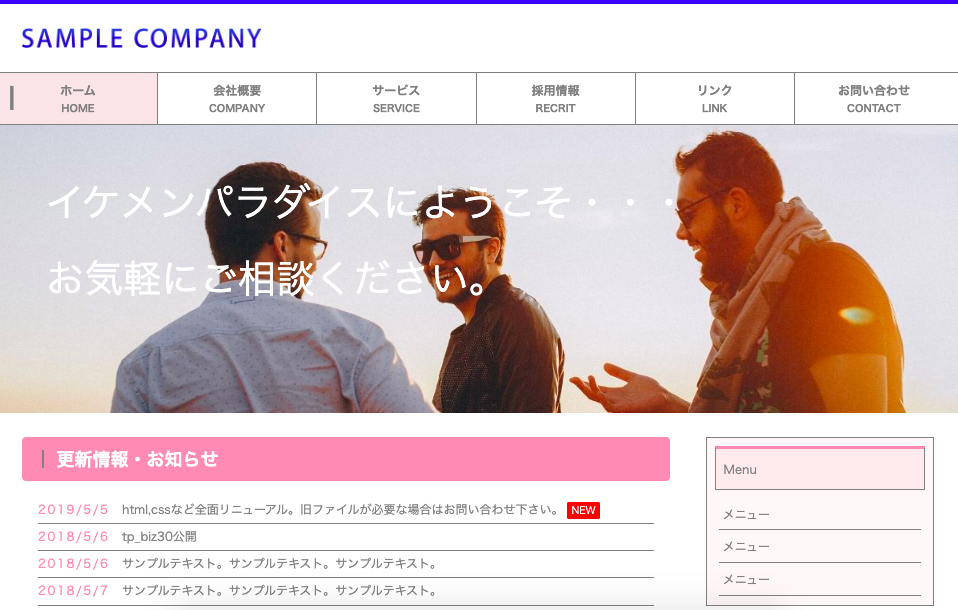 SAMPLE COMPANY
ホーム
HOME
会社概要
COMPANY
サービス
SERVICE
採用情報
RECRIT
リンク
LINK
お問い合わせ
CONTACT
イケメンパラダイスにようこそ・・・
お気軽にご相談ください。
更新情報・お知らせ
2019/5/5 html,cssなど全面リニューアル。旧ファイルが必要な場合はお問い合わせ下さい。 NEW
2018/5/6 tp_biz30公開
2018/5/6 サンプルテキスト。サンプルテキスト。サンプルテキスト。
2018/5/7 サンプルテキスト。サンプルテキスト。サンプルテキスト。
Menu
メニュー
メニュー
メニュー